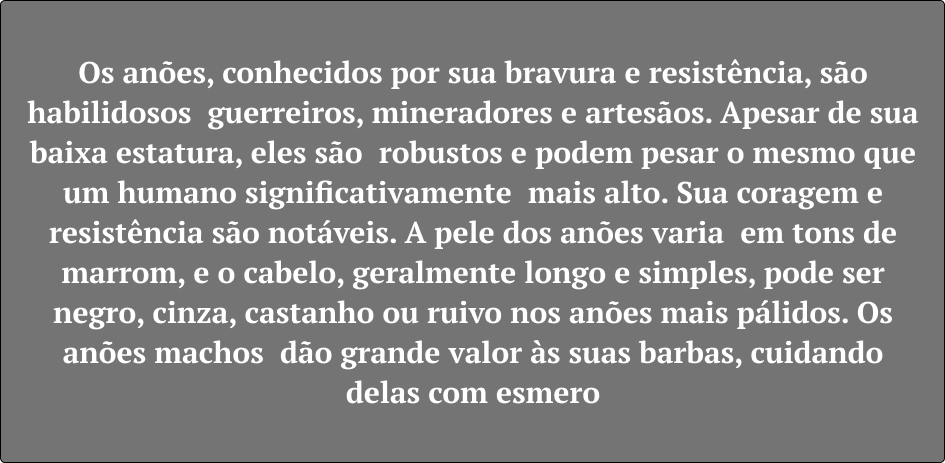 Os anões, conhecidos por sua bravura e resistência, são
habilidosos  guerreiros, mineradores e artesãos. Apesar de sua
baixa estatura, eles são  robustos e podem pesar o mesmo que
um humano significativamente  mais alto. Sua coragem e
resistência são notáveis. A pele dos anões varia  em tons de
marrom, e o cabelo, geralmente longo e simples, pode ser
negro, cinza, castanho ou ruivo nos anões mais pálidos. Os
anões machos  dão grande valor às suas barbas, cuidando
delas com esmero